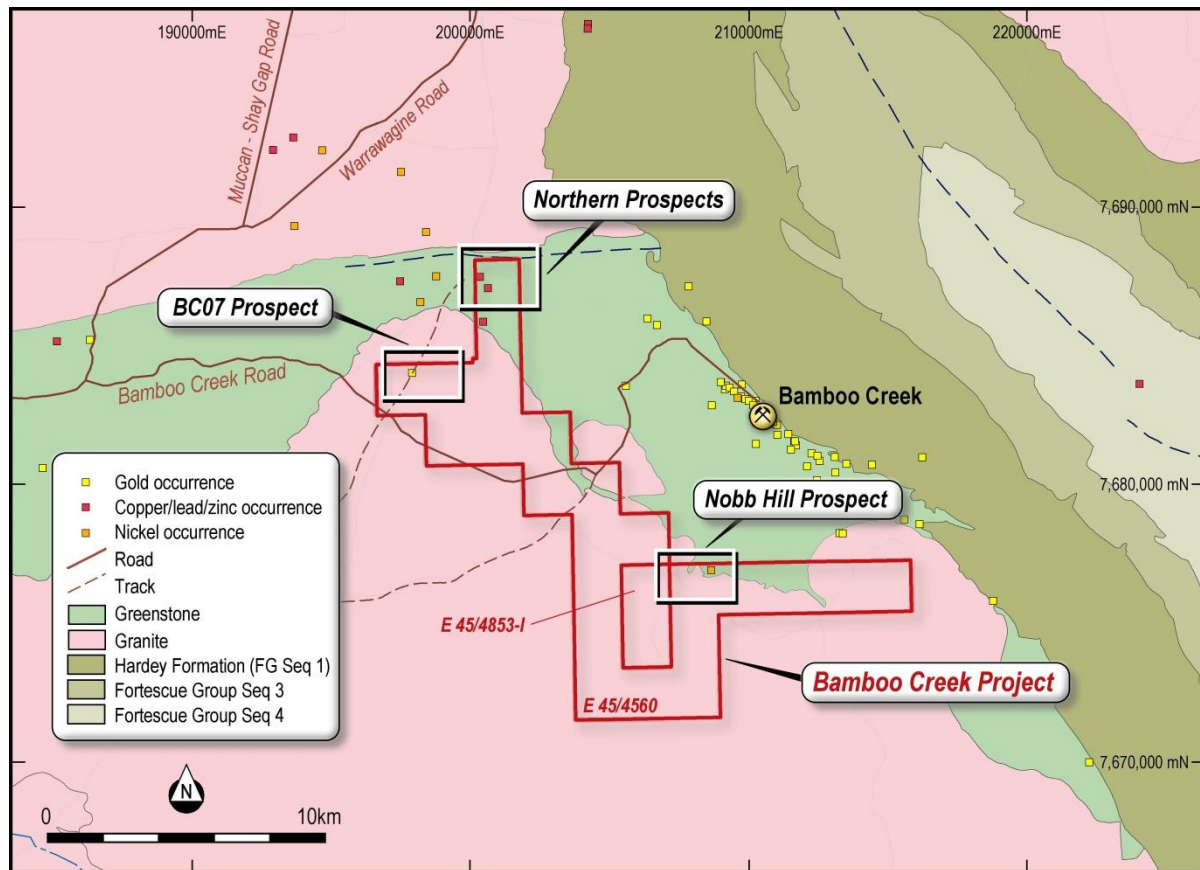 190000mE
200000mE
210000mE
220000mE
Muccan - Shay Gap Road
Warrawagine Road
Northern Prospects
7,690,000 mN
BC07 Prospect
Bamboo Creek Road
Bamboo Creek
Gold occurrence
Copper/lead/zinc occurrence
Nickel occurrence
Road
Track
Greenstone
Granite
Hardey Formation (FG Seq 1)
Fortescue Group Seq 3
Fortescue Group Seq 4
7,680,000 mN
Nobb Hill Prospect
E 45/4853-I
Bamboo Creek Project
E 45/4560
7,670,000 mN
N
0
10km